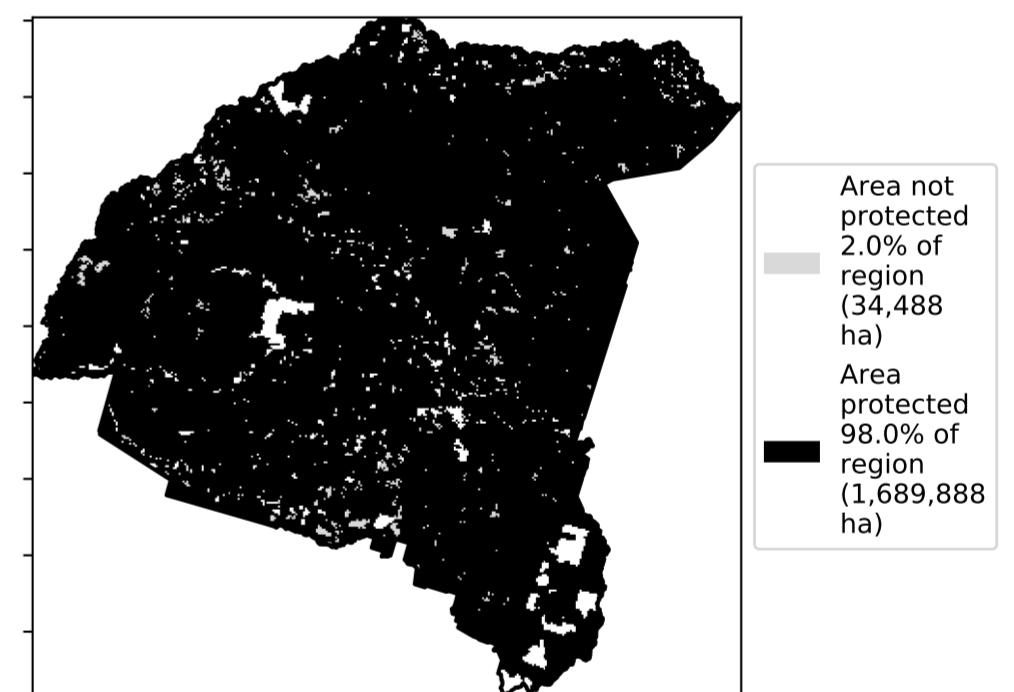 Area not
protected
2.0% of
region
(34,488
ha)
Area
protected
98.0% of
region
(1,689,888
ha)